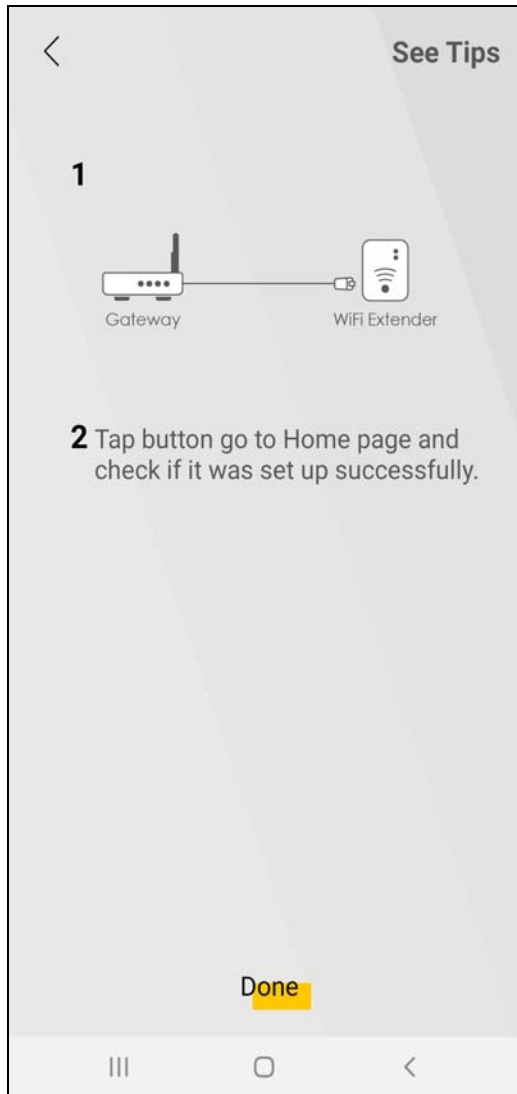 See Tips
1
Gateway
WiFi Extender
2 Tap button go to Home page and
check if it was set up successfully.
Done